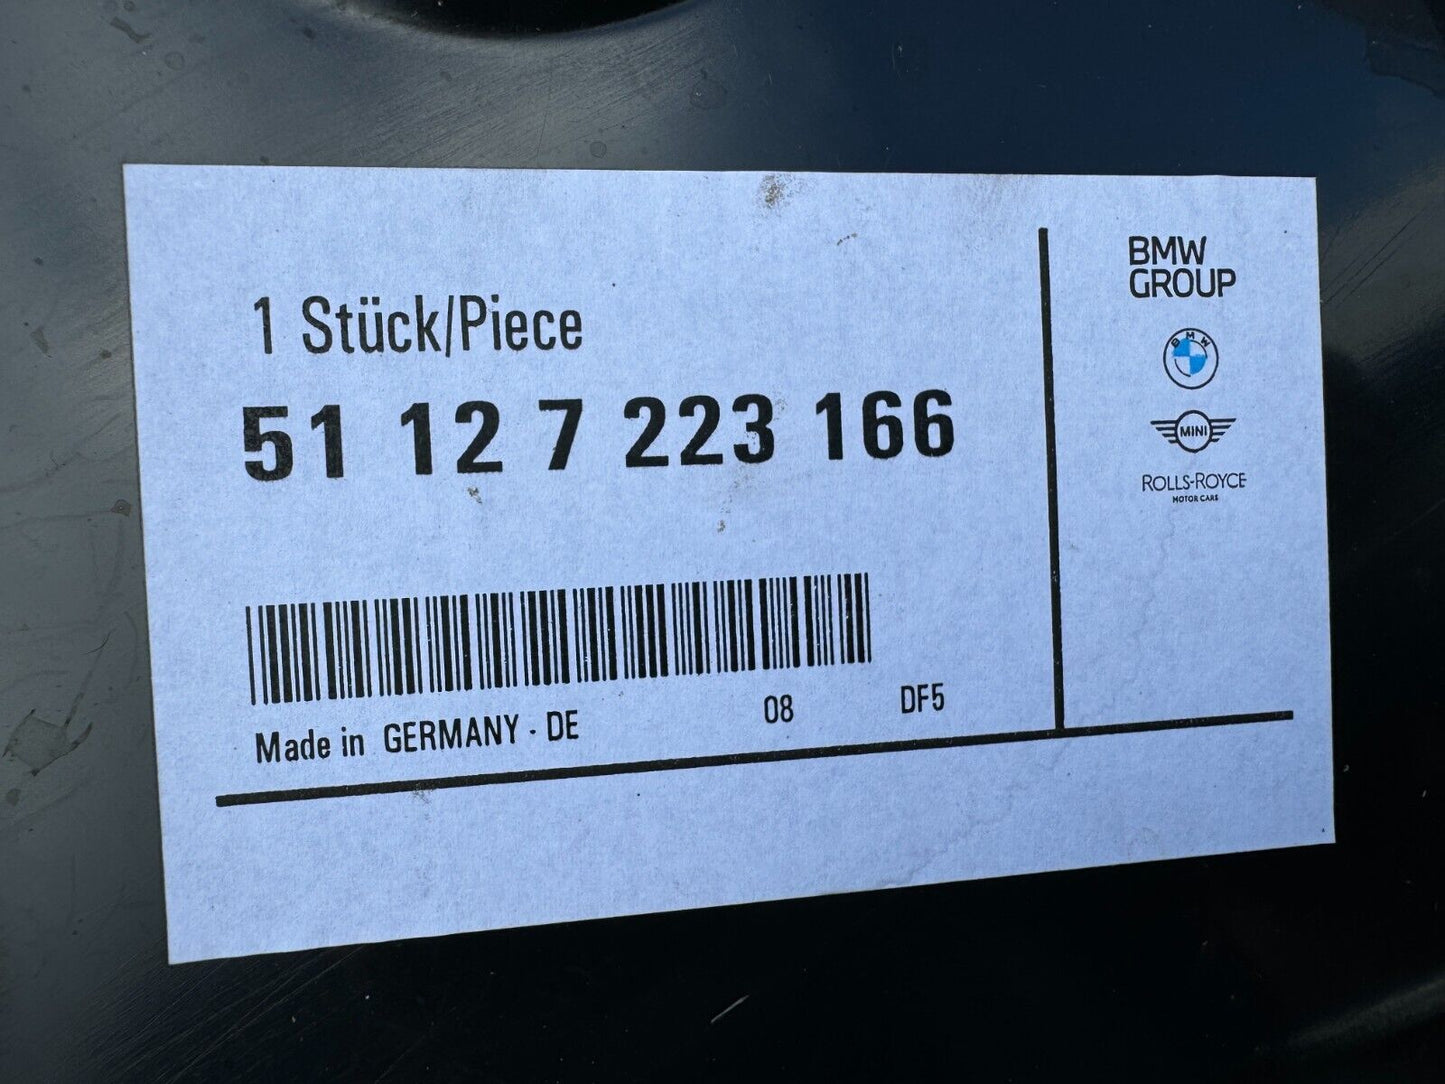 1 Stück/Piece
51 12 7 223 166
Made in GERMANY - DE 08 DF5
BMW
GROUP
BMW
MINI
ROLLS-ROYCE
MOTOR CARS